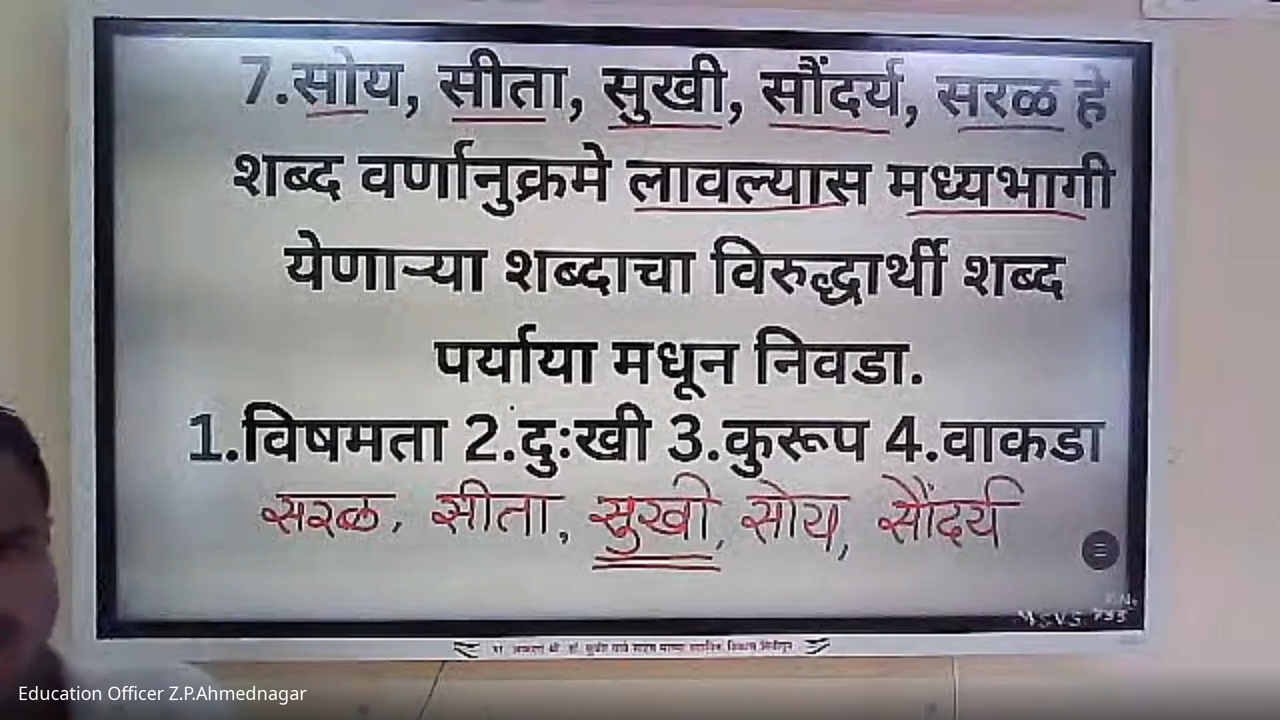 7.सोय, सीता, सुखी, सौंदर्य, सरळ हे
शब्द वर्णानुक्रमे लावल्यास मध्यभागी
येणाऱ्या शब्दाचा विरुद्धार्थी शब्द
पर्याया मधून निवडा.
1.विषमता 2.दुःखी 3.कुरूप 4.वाकडा
सरळ, सीता, सुखी, सोय, सौंदर्य
MSVS
Education Officer Z.P.Ahmednagar